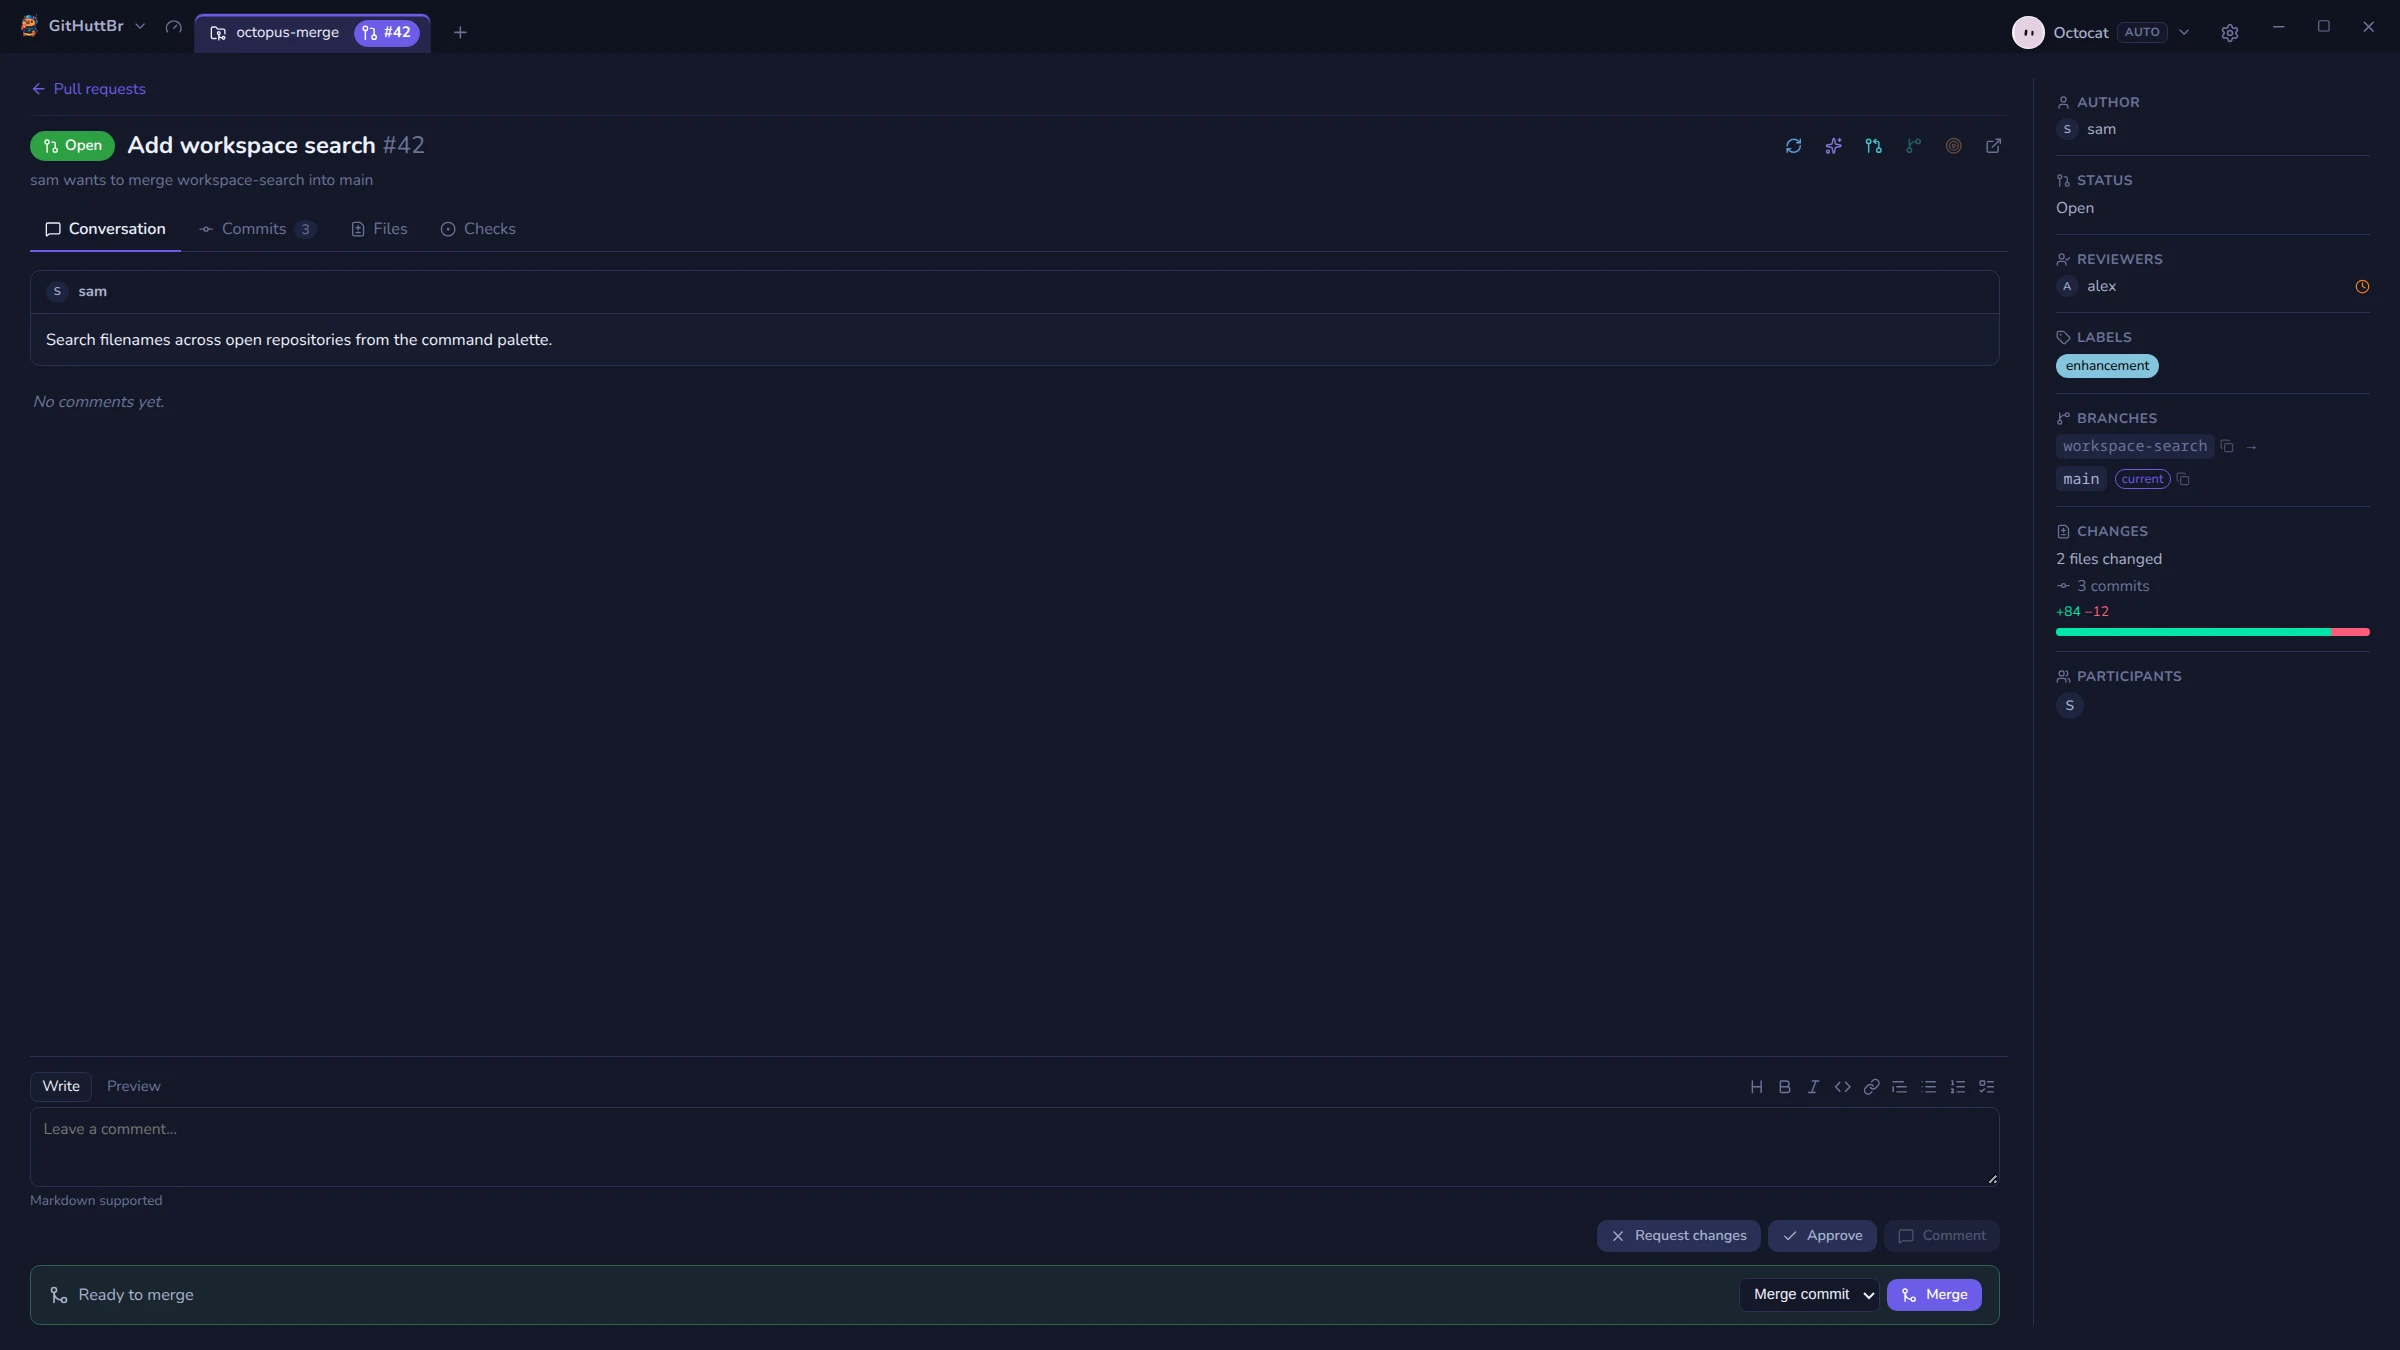 GitHuttBr
octopus-merge #42
Octocat AUTO
Pull requests
Open Add workspace search #42
sam wants to merge workspace-search into main
Conversation Commits 3 Files Checks
S sam
Search filenames across open repositories from the command palette.
No comments yet.
Write Preview
Leave a comment...
Markdown supported
Request changes Approve Comment
Ready to merge Merge commit Merge
AUTHOR
S sam
STATUS
Open
REVIEWERS
A alex
LABELS
enhancement
BRANCHES
workspace-search →
main current
CHANGES
2 files changed
3 commits
+84 −12
PARTICIPANTS
S